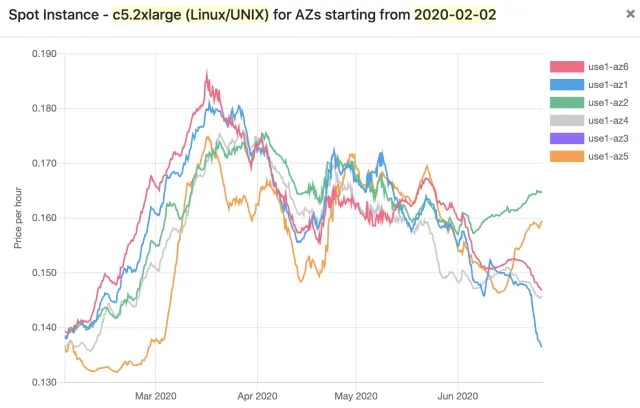 Spot Instance - c5.2xlarge (Linux/UNIX) for AZs starting from 2020-02-02
×
0.190
0.180
0.170
0.160
0.150
0.140
0.130
Price per hour
Mar 2020
Apr 2020
May 2020
Jun 2020
use1-az6
use1-az1
use1-az2
use1-az4
use1-az3
use1-az5